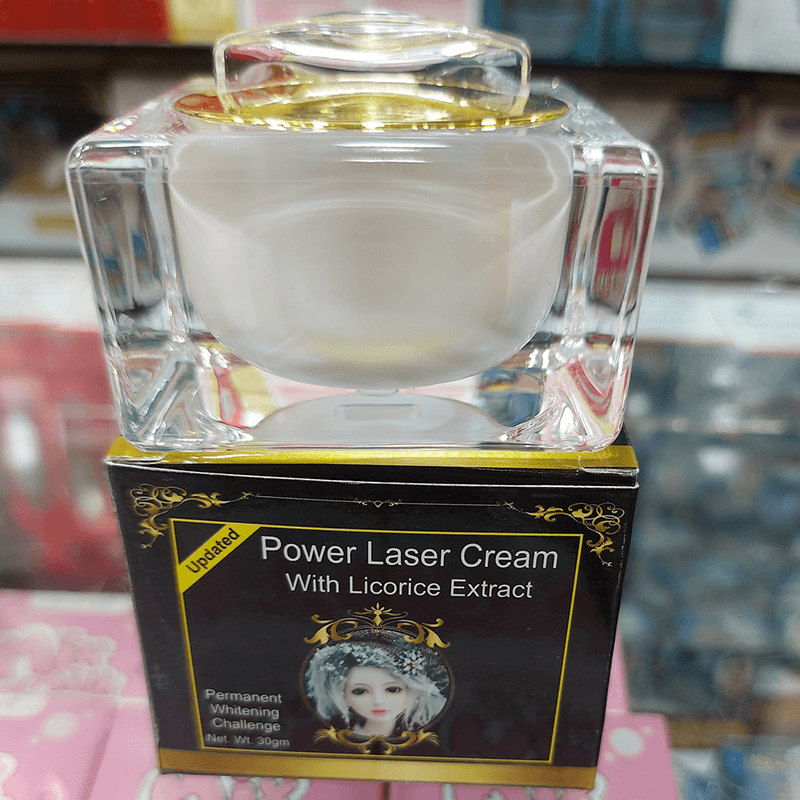 Updated
Power Laser Cream
With Licorice Extract
Permanent
Whitening
Challenge
Net. Wt. 30gm